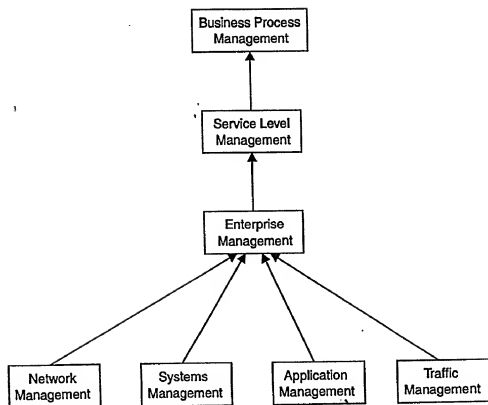 Business Process
Management
Service Level
Management
Enterprise
Management
Network
Management
Systems
Management
Application
Management
Traffic
Management